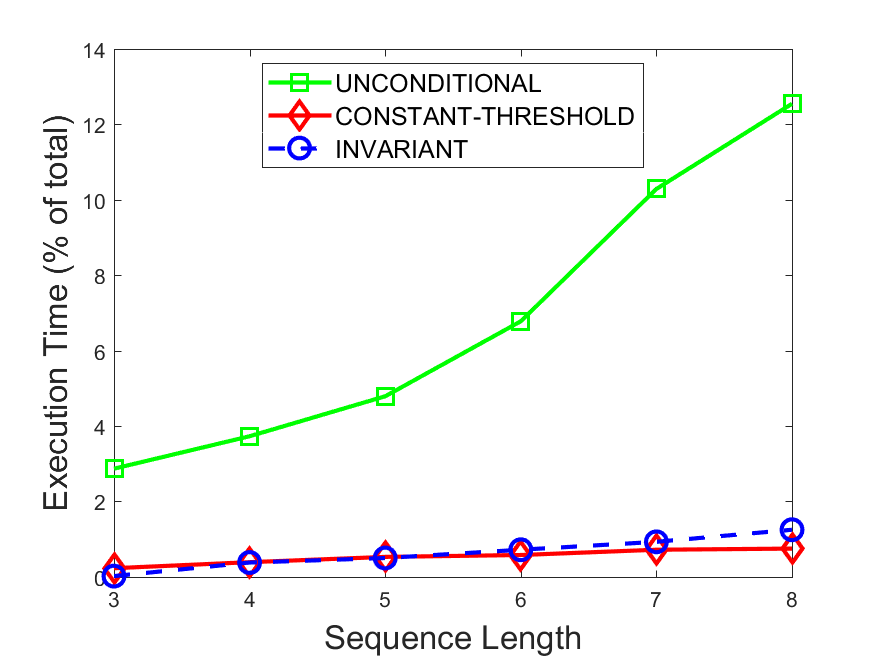 14
12
10
8
6
4
2
0
Execution Time (% of total)
UNCONDITIONAL
CONSTANT-THRESHOLD
INVARIANT
3 4 5 6 7 8
Sequence Length